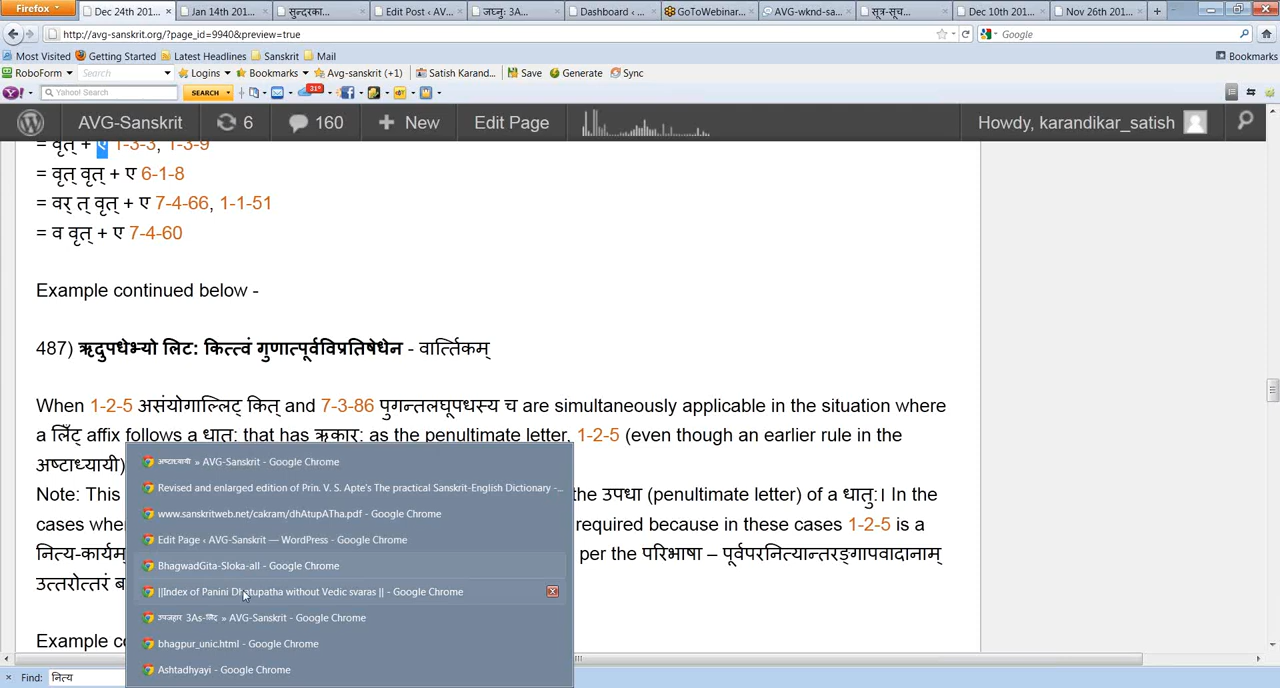 Firefox
Dec 24th 201...
Jan 14th 201...
सुन्दरका...
Edit Post ‹ AV...
जघ्नु: 3A...
Dashboard ‹ ...
GoToWebinar...
AVG-wknd-sa...
सूत्र-सूच...
Dec 10th 201...
Nov 26th 201...
http://avg-sanskrit.org/?page_id=9940&preview=true
Google
Most Visited Getting Started Latest Headlines Sanskrit Mail
Bookmarks
RoboForm Search Logins Bookmarks Avg-sanskrit (+1) Satish Karand... Save Generate Sync
Yahoo! Search SEARCH 31°
AVG-Sanskrit 6 160 New Edit Page Howdy, karandikar_satish
= वृत् + ए 1-3-3, 1-3-9
= वृत् वृत् + ए 6-1-8
= वर् त् वृत् + ए 7-4-66, 1-1-51
= व वृत् + ए 7-4-60
Example continued below -
487) ऋदुपधेभ्यो लिट: कित्त्वं गुणात्पूर्वविप्रतिषेधेन - वार्त्तिकम्
When 1-2-5 असंयोगाल्लिट् कित् and 7-3-86 पुगन्तलघूपधस्य च are simultaneously applicable in the situation where
a लिँट् affix follows a धातु: that has ऋकार: as the penultimate letter, 1-2-5 (even though an earlier rule in the
अष्टाध्यायी)
Note: This
the उपधा (penultimate letter) of a धातु:। In the
cases whe
required because in these cases 1-2-5 is a
नित्य-कार्यम्
per the परिभाषा – पूर्वपरनित्यान्तरङ्गापवादानाम्
उत्तरोत्तरं ब
Example co
अष्टाध्यायी » AVG-Sanskrit - Google Chrome
Revised and enlarged edition of Prin. V. S. Apte's The practical Sanskrit-English Dictionary -...
www.sanskritweb.net/cakram/dhAtupATha.pdf - Google Chrome
Edit Page ‹ AVG-Sanskrit — WordPress - Google Chrome
BhagwadGita-Sloka-all - Google Chrome
||Index of Panini Dhatupatha without Vedic svaras || - Google Chrome
उपजहार 3As-लिँट् » AVG-Sanskrit - Google Chrome
bhagpur_unic.html - Google Chrome
Ashtadhyayi - Google Chrome
Find: नित्य